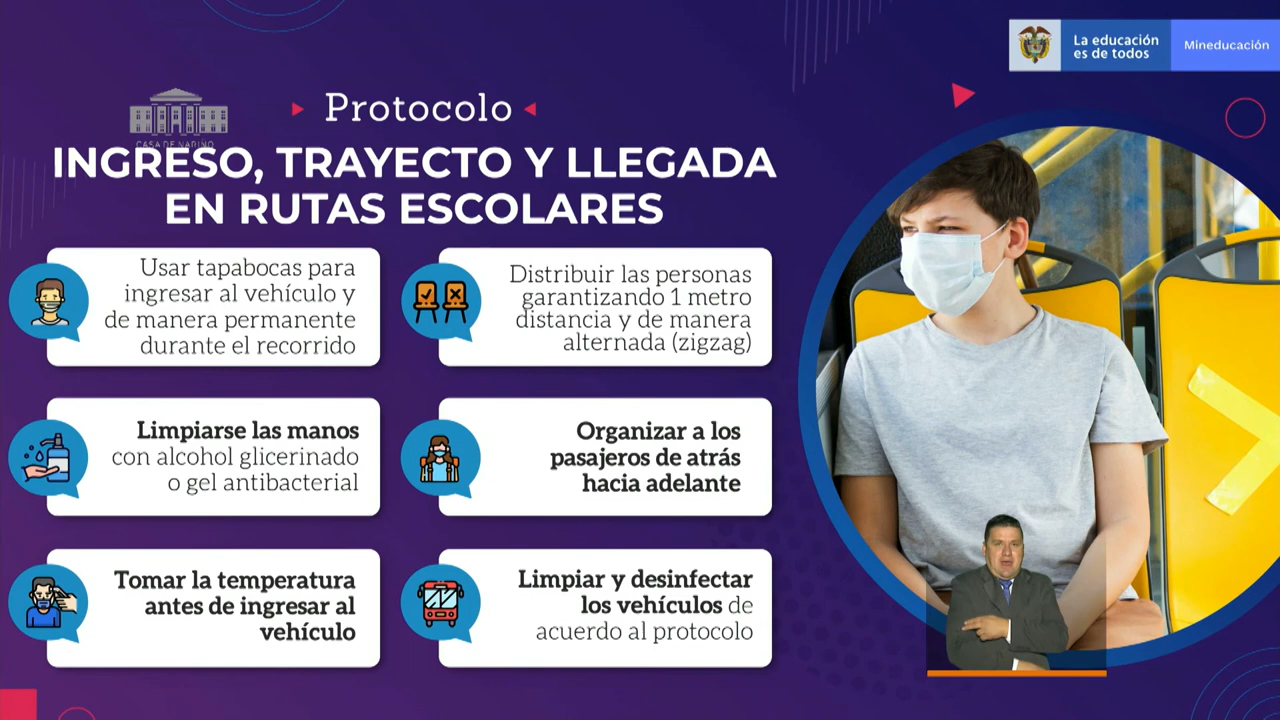 La educación
es de todos
Mineducación
Protocolo
CASA DE NARIÑO
INGRESO, TRAYECTO Y LLEGADA
EN RUTAS ESCOLARES
Usar tapabocas para
ingresar al vehículo y
de manera permanente
durante el recorrido
Distribuir las personas
garantizando 1 metro
distancia y de manera
alternada (zigzag)
Limpiarse las manos
con alcohol glicerinado
o gel antibacterial
Organizar a los
pasajeros de atrás
hacia adelante
Tomar la temperatura
antes de ingresar al
vehículo
Limpiar y desinfectar
los vehículos de
acuerdo al protocolo